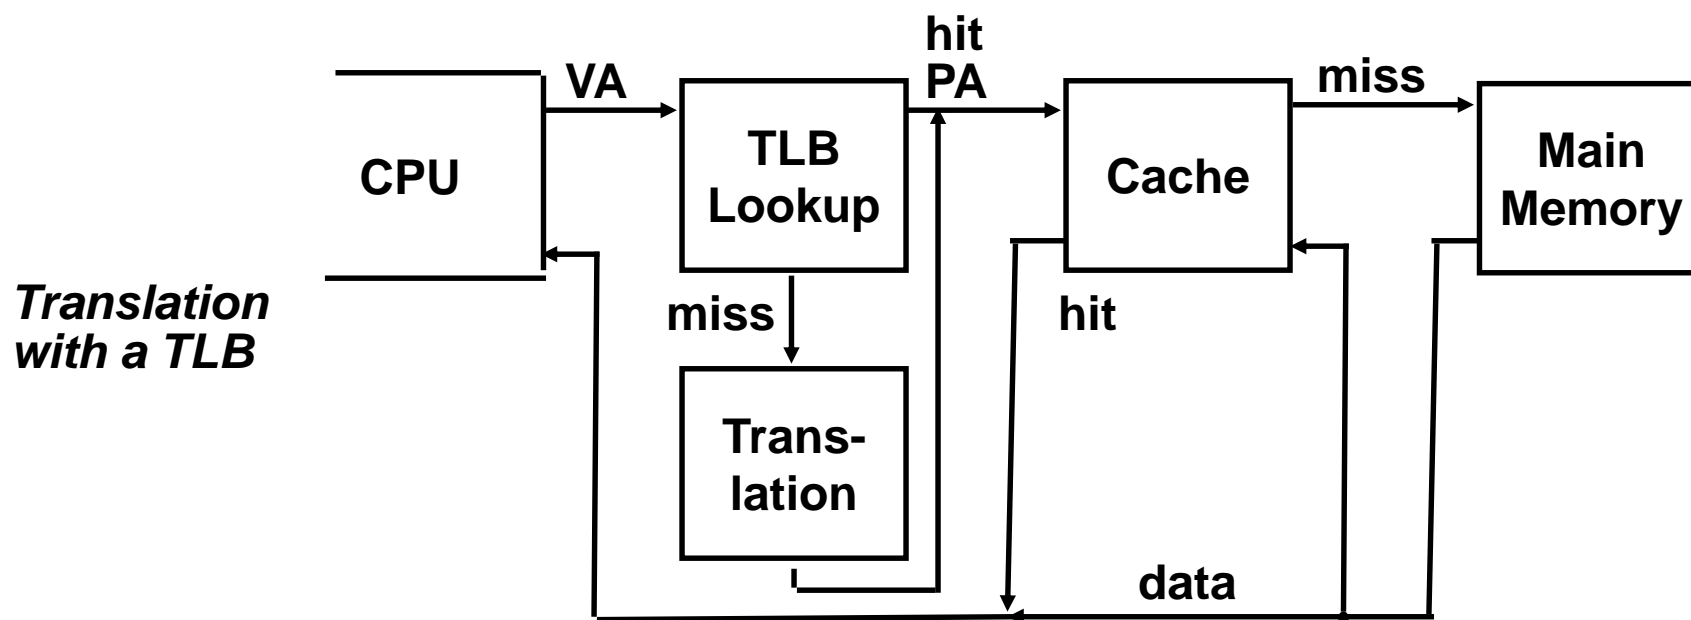 hit
VA
PA
miss
CPU
TLB
Lookup
Cache
Main
Memory
Translation
with a TLB
miss
hit
Trans-
lation
data